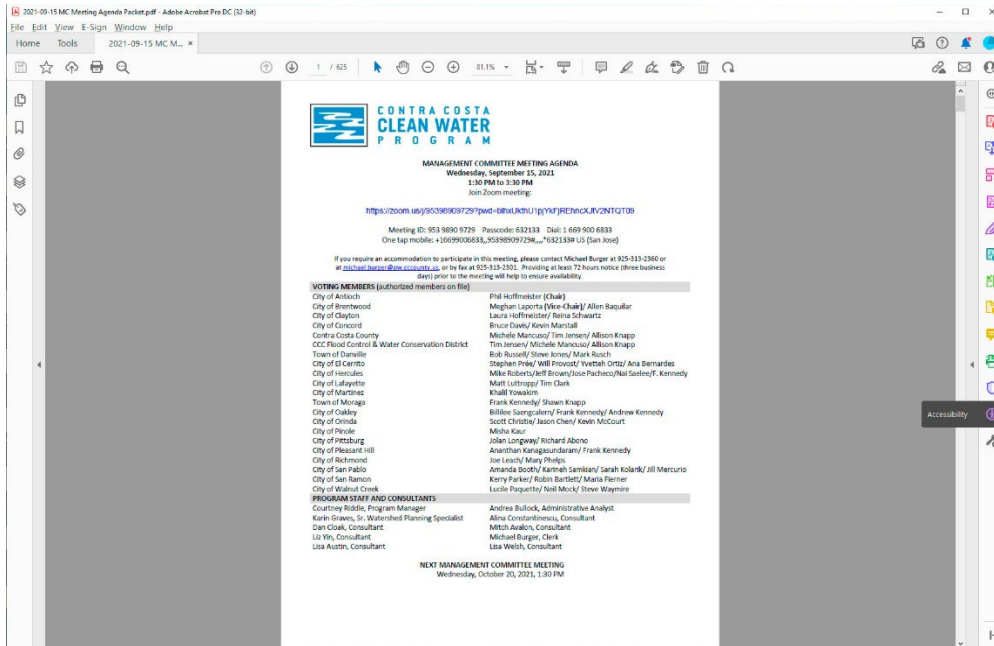 2021-09-15 MC Meeting Agenda Packet.pdf - Adobe Acrobat Pro DC (32-bit)
File Edit View E-Sign Window Help
Home Tools 2021-09-15 MC M... ×
1 / 625
CONTRA COSTA
CLEAN WATER
PROGRAM
MANAGEMENT COMMITTEE MEETING AGENDA
Wednesday, September 15, 2021
1:30 PM to 3:30 PM
Join Zoom meeting:
Meeting ID: 953 9890 9729 Passcode: 632133 Dial: 1 669 900 6833
One tap mobile: +16699006833,,95398909729#,,,,*632133# US (San Jose)
If you require an accommodation to participate in this meeting, please contact Michael Burger at 925-313-2360 or
at michael.burger@pw.cccounty.us, or by fax at 925-313-2301. Providing at least 72 hours notice (three business
days) prior to the meeting will help to ensure availability.
VOTING MEMBERS (authorized members on file)
City of Antioch Phil Hoffmeister (Chair)
City of Brentwood Meghan Laporta (Vice-Chair)/ Allen Baquilar
City of Clayton Laura Hoffmeister/ Reina Schwartz
City of Concord Bruce Davis/ Kevin Marstall
Contra Costa County Michele Mancuso/ Tim Jensen/ Allison Knapp
CCC Flood Control & Water Conservation District Tim Jensen/ Michele Mancuso/ Allison Knapp
Town of Danville Bob Russell/ Steve Jones/ Mark Rusch
City of El Cerrito Stephen Prée/ Will Provost/ Yvetteh Ortiz/ Ana Bernardes
City of Hercules Mike Roberts/Jeff Brown/Jose Pacheco/Nai Saelee/F. Kennedy
City of Lafayette Matt Luttropp/ Tim Clark
City of Martinez Khalil Yowakim
Town of Moraga Frank Kennedy/ Shawn Knapp
City of Oakley Billilee Saengcalern/ Frank Kennedy/ Andrew Kennedy
City of Orinda Scott Christie/ Jason Chen/ Kevin McCourt
City of Pinole Misha Kaur
City of Pittsburg Jolan Longway/ Richard Abono
City of Pleasant Hill Ananthan Kanagasundaram/ Frank Kennedy
City of Richmond Joe Leach/ Mary Phelps
City of San Pablo Amanda Booth/ Karineh Samkian/ Sarah Kolarik/ Jill Mercurio
City of San Ramon Kerry Parker/ Robin Bartlett/ Maria Fierner
City of Walnut Creek Lucile Paquette/ Neil Mock/ Steve Waymire
PROGRAM STAFF AND CONSULTANTS
Courtney Riddle, Program Manager Andrea Bullock, Administrative Analyst
Karin Graves, Sr. Watershed Planning Specialist Alina Constantinescu, Consultant
Dan Cloak, Consultant Mitch Avalon, Consultant
Liz Yin, Consultant Michael Burger, Clerk
Lisa Austin, Consultant Lisa Welsh, Consultant
NEXT MANAGEMENT COMMITTEE MEETING
Wednesday, October 20, 2021, 1:30 PM
Accessibility